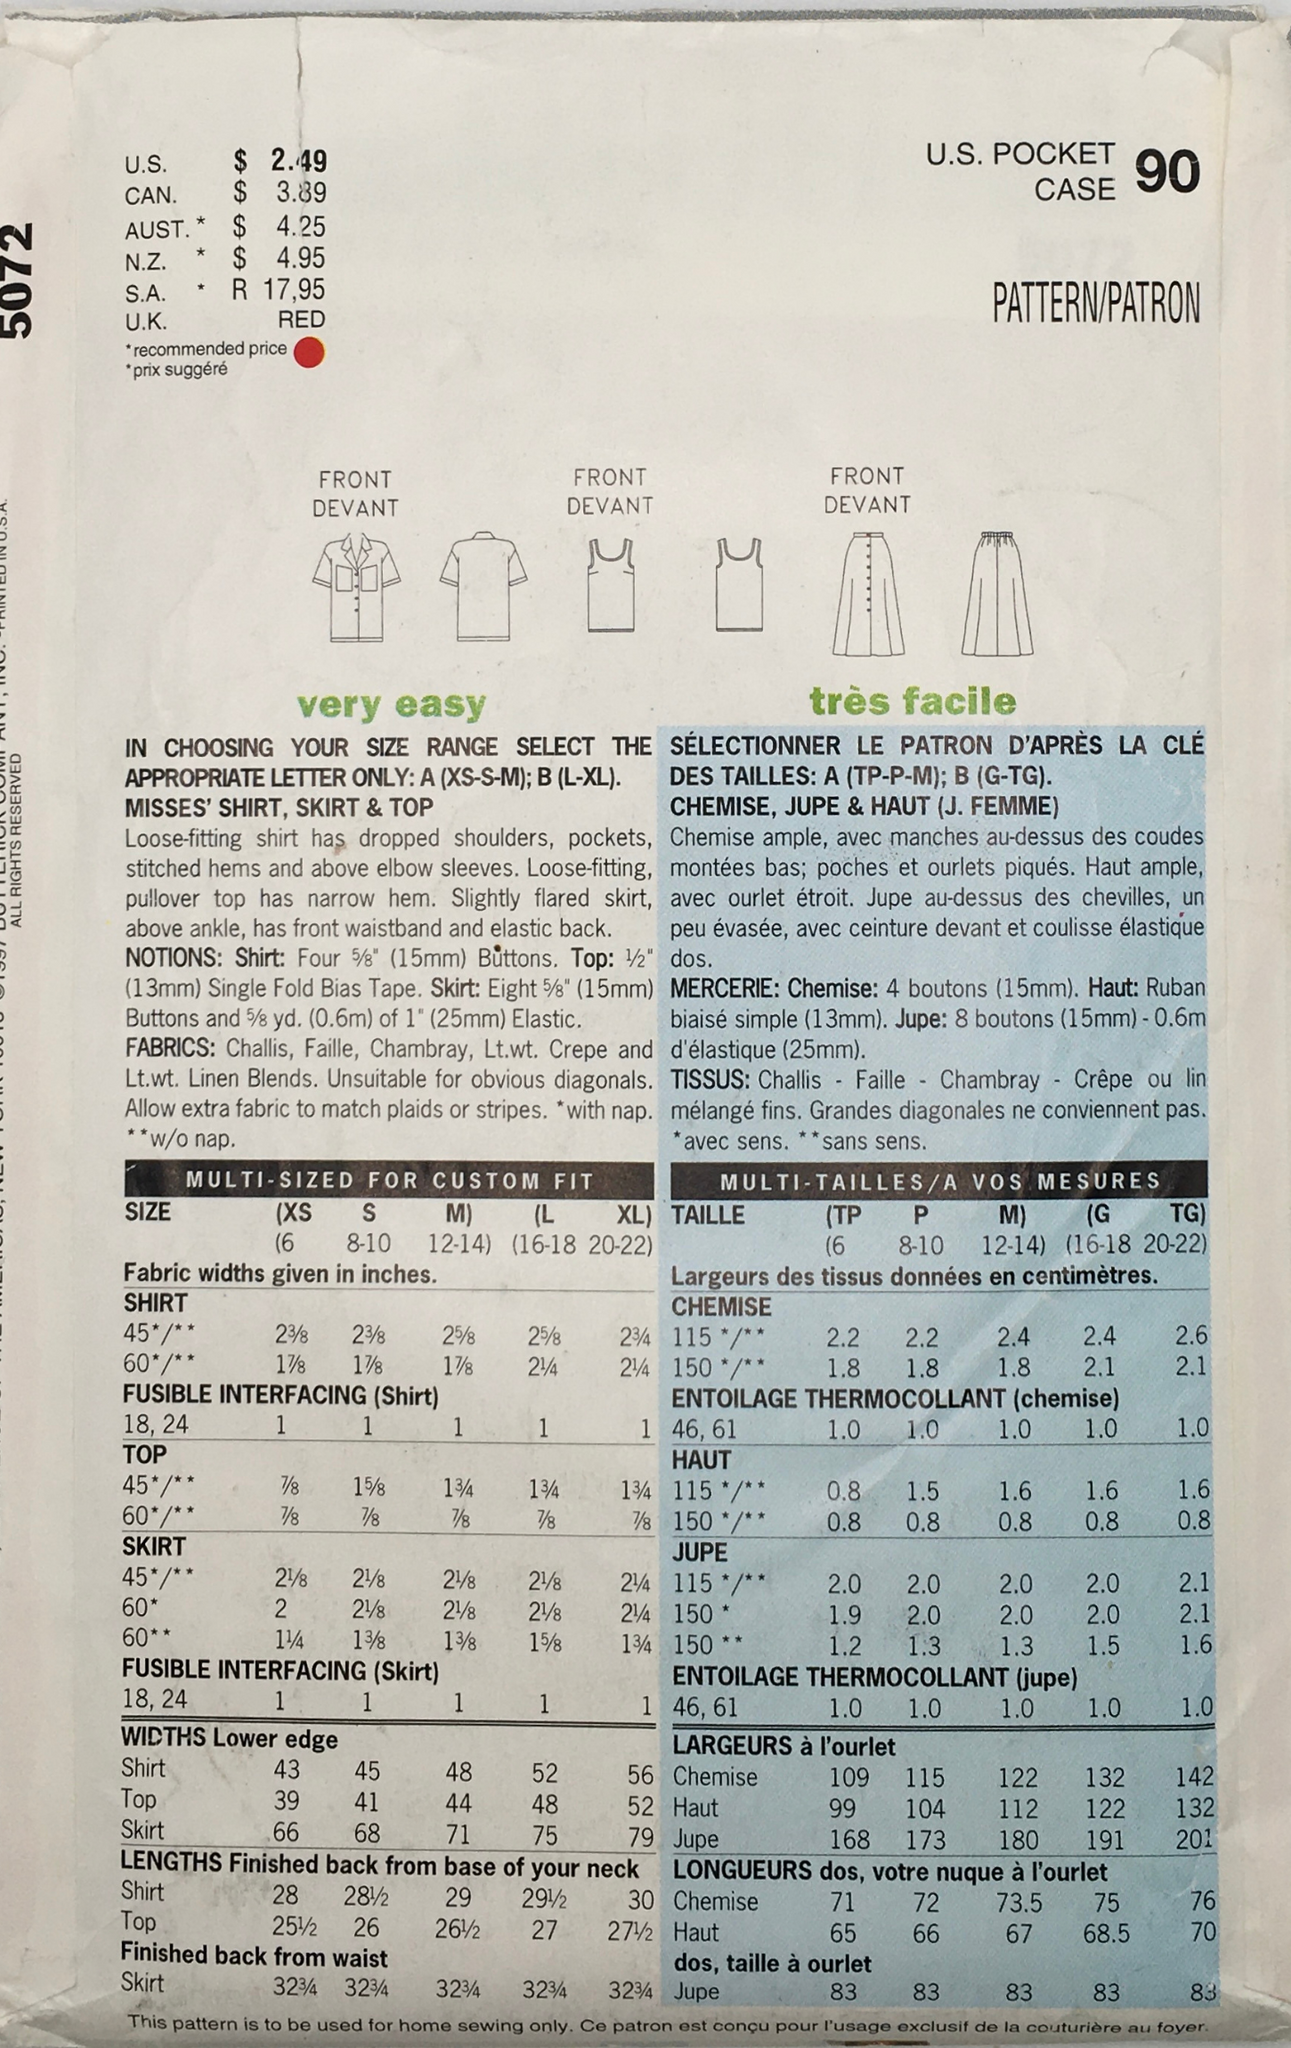 5072
U.S. $ 2.49
CAN. $ 3.89
AUST.* $ 4.25
N.Z. * $ 4.95
S.A. * R 17,95
U.K. RED
*recommended price
*prix suggéré
U.S. POCKET
CASE 90
PATTERN/PATRON
FRONT
DEVANT
FRONT
DEVANT
FRONT
DEVANT
PRINTED IN U.S.A.
ALL RIGHTS RESERVED
very easy
IN CHOOSING YOUR SIZE RANGE SELECT THE
APPROPRIATE LETTER ONLY: A (XS-S-M); B (L-XL).
MISSES' SHIRT, SKIRT & TOP
Loose-fitting shirt has dropped shoulders, pockets,
stitched hems and above elbow sleeves. Loose-fitting,
pullover top has narrow hem. Slightly flared skirt,
above ankle, has front waistband and elastic back.
NOTIONS: Shirt: Four 5/8" (15mm) Buttons. Top: 1/2"
(13mm) Single Fold Bias Tape. Skirt: Eight 5/8" (15mm)
Buttons and 5/8 yd. (0.6m) of 1" (25mm) Elastic.
FABRICS: Challis, Faille, Chambray, Lt.wt. Crepe and
Lt.wt. Linen Blends. Unsuitable for obvious diagonals.
Allow extra fabric to match plaids or stripes. *with nap.
**w/o nap.
MULTI-SIZED FOR CUSTOM FIT
SIZE (XS S M) (L XL)
(6 8-10 12-14) (16-18 20-22)
Fabric widths given in inches.
SHIRT
45*/** 2 3/8 2 3/8 2 5/8 2 5/8 2 3/4
60*/** 1 7/8 1 7/8 1 7/8 2 1/4 2 1/4
FUSIBLE INTERFACING (Shirt)
18, 24 1 1 1 1 1
TOP
45*/** 7/8 1 5/8 1 3/4 1 3/4 1 3/4
60*/** 7/8 7/8 7/8 7/8 7/8
SKIRT
45*/** 2 1/8 2 1/8 2 1/8 2 1/8 2 1/4
60* 2 2 1/8 2 1/8 2 1/8 2 1/4
60** 1 1/4 1 3/8 1 3/8 1 5/8 1 3/4
FUSIBLE INTERFACING (Skirt)
18, 24 1 1 1 1 1
WIDTHS Lower edge
Shirt 43 45 48 52 56
Top 39 41 44 48 52
Skirt 66 68 71 75 79
LENGTHS Finished back from base of your neck
Shirt 28 28 1/2 29 29 1/2 30
Top 25 1/2 26 26 1/2 27 27 1/2
Finished back from waist
Skirt 32 3/4 32 3/4 32 3/4 32 3/4 32 3/4
très facile
SÉLECTIONNER LE PATRON D'APRÈS LA CLÉ
DES TAILLES: A (TP-P-M); B (G-TG).
CHEMISE, JUPE & HAUT (J. FEMME)
Chemise ample, avec manches au-dessus des coudes
montées bas; poches et ourlets piqués. Haut ample,
avec ourlet étroit. Jupe au-dessus des chevilles, un
peu évasée, avec ceinture devant et coulisse élastique
dos.
MERCERIE: Chemise: 4 boutons (15mm). Haut: Ruban
biaisé simple (13mm). Jupe: 8 boutons (15mm) - 0.6m
d'élastique (25mm).
TISSUS: Challis - Faille - Chambray - Crêpe ou lin
mélangé fins. Grandes diagonales ne conviennent pas.
*avec sens. **sans sens.
MULTI-TAILLES/A VOS MESURES
TAILLE (TP P M) (G TG)
(6 8-10 12-14) (16-18 20-22)
Largeurs des tissus données en centimètres.
CHEMISE
115 */** 2.2 2.2 2.4 2.4 2.6
150 */** 1.8 1.8 1.8 2.1 2.1
ENTOILAGE THERMOCOLLANT (chemise)
46, 61 1.0 1.0 1.0 1.0 1.0
HAUT
115 */** 0.8 1.5 1.6 1.6 1.6
150 */** 0.8 0.8 0.8 0.8 0.8
JUPE
115 */** 2.0 2.0 2.0 2.0 2.1
150 * 1.9 2.0 2.0 2.0 2.1
150 ** 1.2 1.3 1.3 1.5 1.6
ENTOILAGE THERMOCOLLANT (jupe)
46, 61 1.0 1.0 1.0 1.0 1.0
LARGEURS à l'ourlet
Chemise 109 115 122 132 142
Haut 99 104 112 122 132
Jupe 168 173 180 191 201
LONGUEURS dos, votre nuque à l'ourlet
Chemise 71 72 73.5 75 76
Haut 65 66 67 68.5 70
dos, taille à ourlet
Jupe 83 83 83 83 83
This pattern is to be used for home sewing only. Ce patron est conçu pour l'usage exclusif de la couturière au foyer.